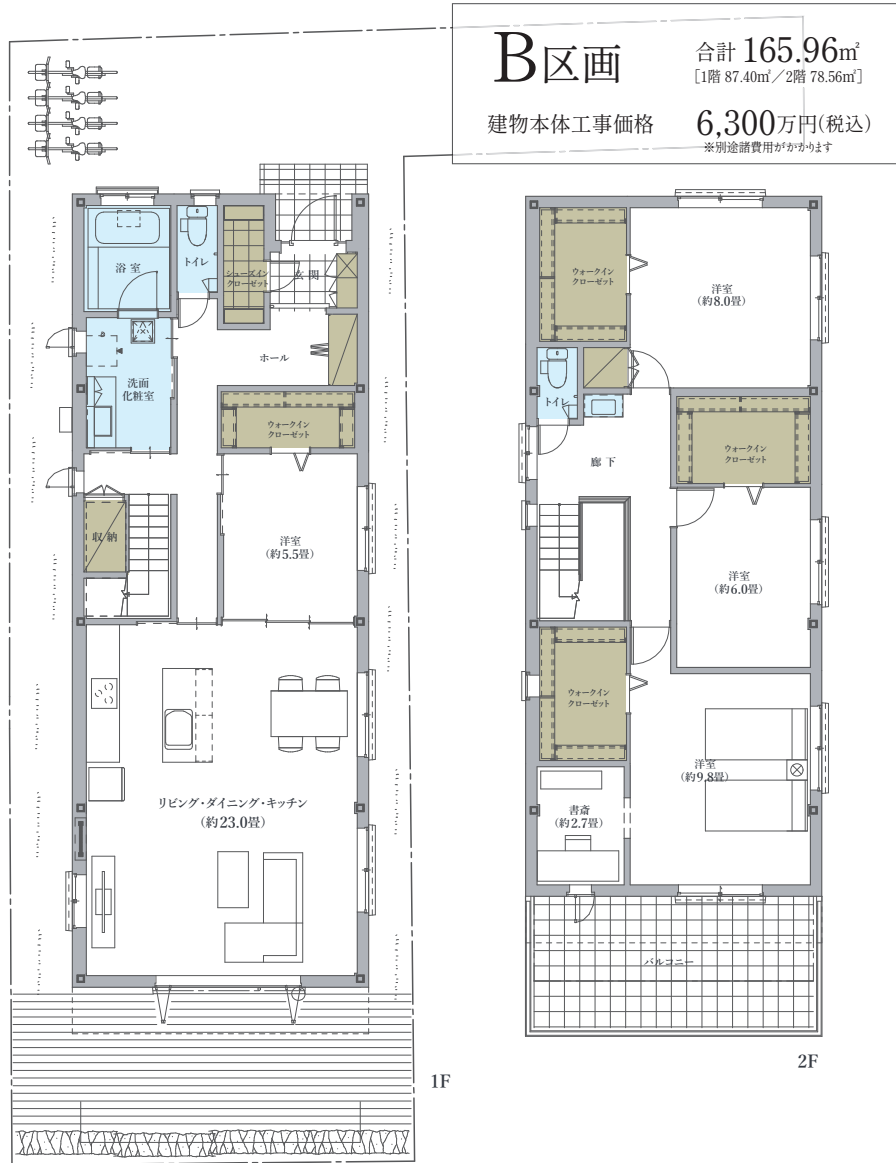 B区画
合計 165.96㎡
[1階 87.40㎡／2階 78.56㎡]
建物本体工事価格
6,300万円(税込)
※別途諸費用がかかります
浴室
トイレ
シューズイン
クローゼット
玄関
ホール
洗面
化粧室
ウォークイン
クローゼット
収納
洋室
(約5.5畳)
リビング・ダイニング・キッチン
(約23.0畳)
1F
ウォークイン
クローゼット
洋室
(約8.0畳)
トイレ
廊下
ウォークイン
クローゼット
洋室
(約6.0畳)
ウォークイン
クローゼット
洋室
(約9.8畳)
書斎
(約2.7畳)
バルコニー
2F